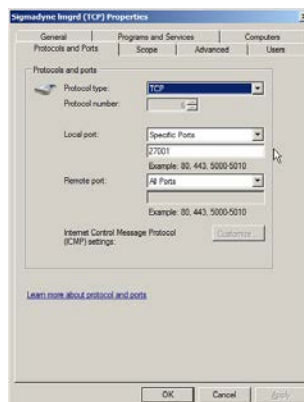 Sigmadyne lmgrd (TCP) Properties
General
Programs and Services
Computers
Protocols and Ports
Scope
Advanced
Users
Protocols and ports
Protocol type:
TCP
Protocol number:
6
Local port:
Specific Ports
27001
Example: 80, 443, 5000-5010
Remote port:
All Ports
Example: 80, 443, 5000-5010
Internet Control Message Protocol
(ICMP) settings:
Customize...
Learn more about protocol and ports
OK
Cancel
Apply